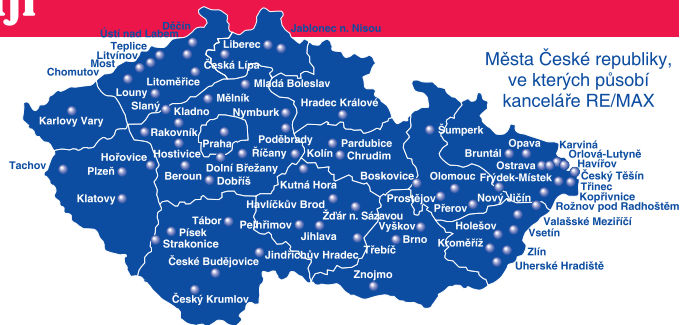 Děčín
Ústí nad Labem
Jablonec n. Nisou
Teplice
Liberec
Litvínov
Most
Česká Lípa
Chomutov
Litoměřice
Města České republiky,
ve kterých působí
kanceláře RE/MAX
Louny
Mladá Boleslav
Slaný
Mělník
Kladno
Nymburk
Hradec Králové
Karlovy Vary
Rakovník
Praha
Poděbrady
Šumperk
Pardubice
Opava
Karviná
Hořovice
Hostivice
Říčany
Kolín
Chrudim
Bruntál
Orlová-Lutyně
Tachov
Plzeň
Beroun
Dolní Břežany
Ostrava
Havířov
Dobříš
Kutná Hora
Boskovice
Olomouc
Frýdek-Místek
Český Těšín
Třinec
Klatovy
Havlíčkův Brod
Prostějov
Nový Jičín
Kopřivnice
Přerov
Rožnov pod Radhoštěm
Tábor
Pelhřimov
Žďár n. Sázavou
Vyškov
Holešov
Valašské Meziříčí
Písek
Jihlava
Brno
Kroměříž
Vsetín
Strakonice
Třebíč
Zlín
České Budějovice
Jindřichův Hradec
Uherské Hradiště
Znojmo
Český Krumlov